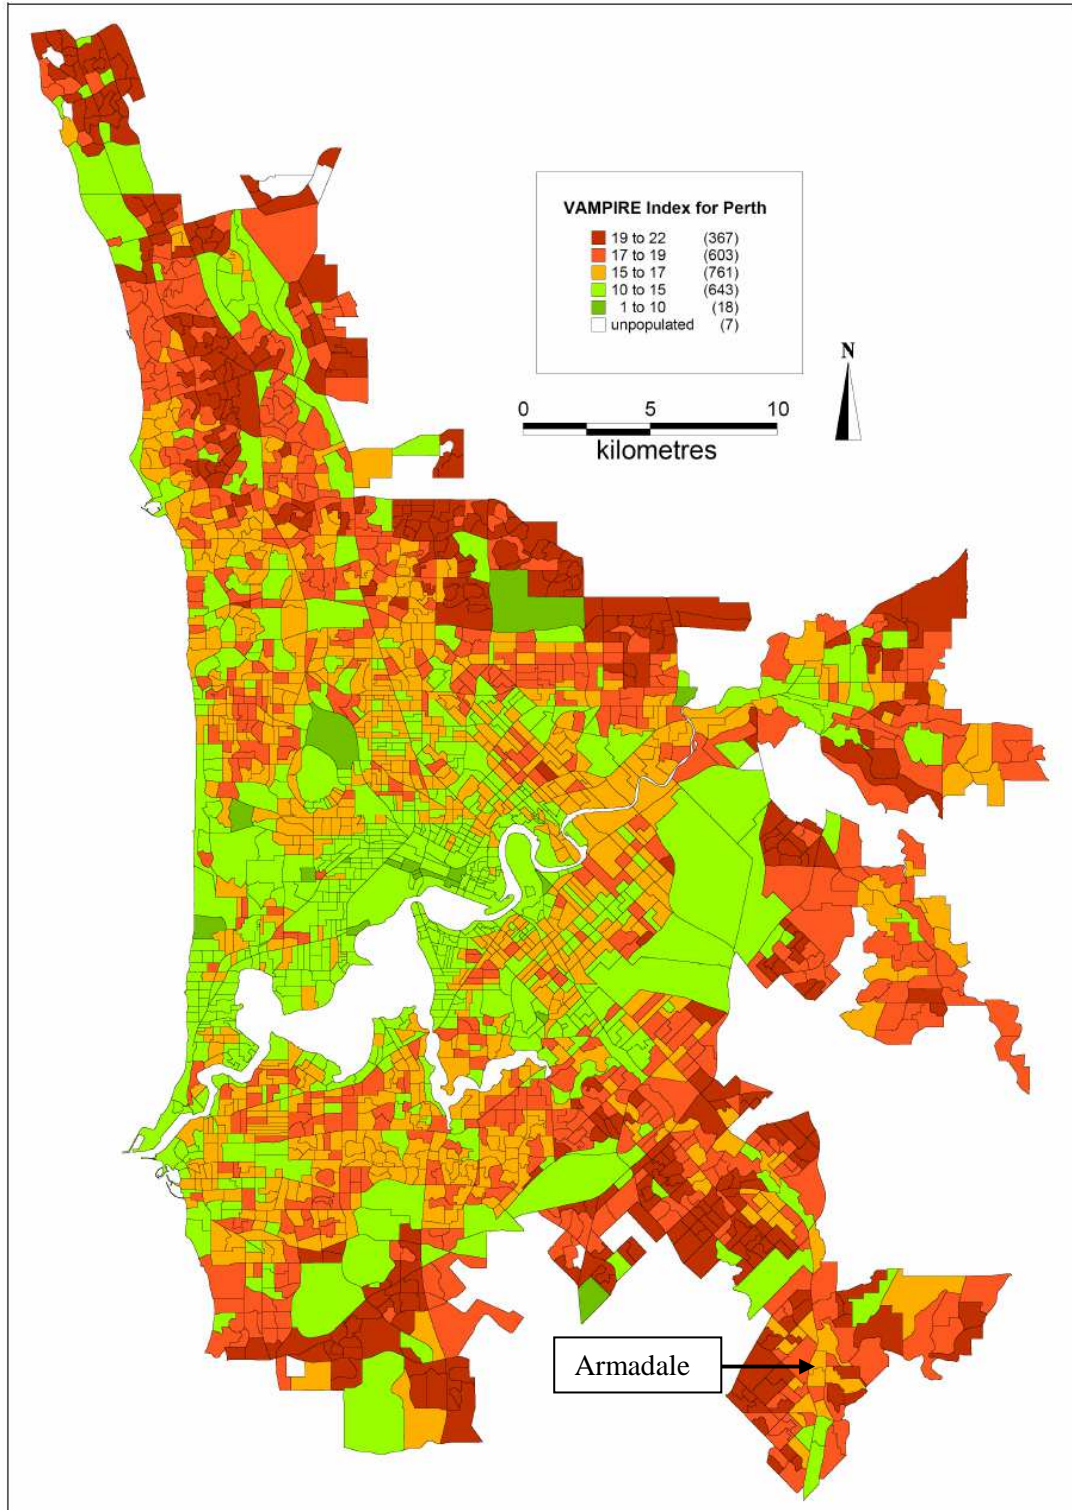 VAMPIRE Index for Perth
19 to 22 (367)
17 to 19 (603)
15 to 17 (761)
10 to 15 (643)
1 to 10 (18)
unpopulated (7)
N
0 5 10
kilometres
Armadale